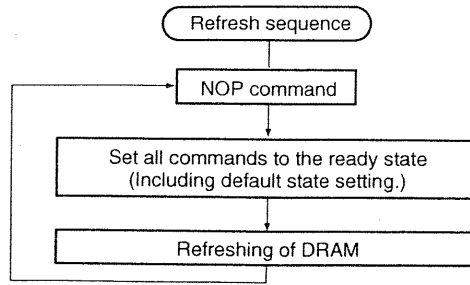 Refresh sequence
NOP command
Set all commands to the ready state
(Including default state setting.)
Refreshing of DRAM